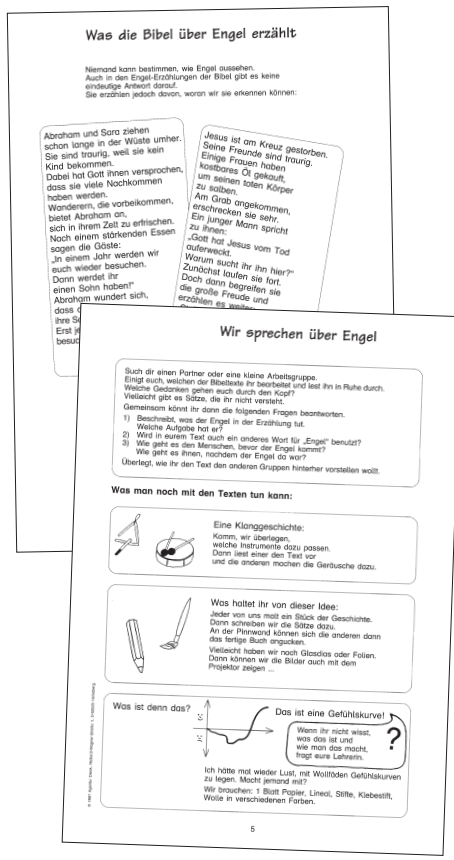 Was die Bibel über Engel erzählt
Niemand kann bestimmen, wie Engel aussehen.
Auch in den Engel-Erzählungen der Bibel gibt es keine
eindeutige Antwort darauf.
Sie erzählen jedoch davon, woran wir sie erkennen können:
Abraham und Sara ziehen
schon lange in der Wüste umher.
Sie sind traurig, weil sie kein
Kind bekommen.
Dabei hat Gott ihnen versprochen,
dass sie viele Nachkommen
haben werden.
Wanderern, die vorbeikommen,
bietet Abraham an,
sich in ihrem Zelt zu erfrischen.
Nach einem stärkenden Essen
sagen die Gäste:
„In einem Jahr werden wir
euch wieder besuchen.
Dann werdet ihr
einen Sohn haben!“
Abraham wundert sich,
dass
ihre
Erst
besuc
Jesus ist am Kreuz gestorben.
Seine Freunde sind traurig.
Einige Frauen haben
kostbares Öl gekauft,
um seinen toten Körper
zu salben.
Am Grab angekommen,
erschrecken sie sehr.
Ein junger Mann spricht
zu ihnen:
„Gott hat Jesus vom Tod
auferweckt.
Warum sucht ihr ihn hier?“
Zunächst laufen sie fort.
Doch dann begreifen sie
die große Freude und
erzählen es weiter
Wir sprechen über Engel
Such dir einen Partner oder eine kleine Arbeitsgruppe.
Einigt euch, welchen der Bibeltexte ihr bearbeitet und lest ihn in Ruhe durch.
Welche Gedanken gehen euch durch den Kopf?
Vielleicht gibt es Sätze, die ihr nicht versteht.
Gemeinsam könnt ihr dann die folgenden Fragen beantworten.
1) Beschreibt, was der Engel in der Erzählung tut.
Welche Aufgabe hat er?
2) Wird in eurem Text auch ein anderes Wort für „Engel“ benutzt?
3) Wie geht es den Menschen, bevor der Engel kommt?
Wie geht es ihnen, nachdem der Engel da war?
Überlegt, wie ihr den Text den anderen Gruppen hinterher vorstellen wollt.
Was man noch mit den Texten tun kann:
Eine Klanggeschichte:
Komm, wir überlegen,
welche Instrumente dazu passen.
Dann liest einer den Text vor
und die anderen machen die Geräusche dazu.
Was haltet ihr von dieser Idee:
Jeder von uns malt ein Stück der Geschichte.
Dann schreiben wir die Sätze dazu.
An der Pinnwand können sich die anderen dann
das fertige Buch angucken.
Vielleicht haben wir noch Glasdias oder Folien.
Dann können wir die Bilder auch mit dem
Projektor zeigen ...
Was ist denn das?
Das ist eine Gefühlskurve!
Wenn ihr nicht wisst,
was das ist und
wie man das macht,
fragt eure Lehrerin.
?
Ich hätte mal wieder Lust, mit Wollfäden Gefühlskurven
zu legen. Macht jemand mit?
Wir brauchen: 1 Blatt Papier, Lineal, Stifte, Klebestift,
Wolle in verschiedenen Farben.
5